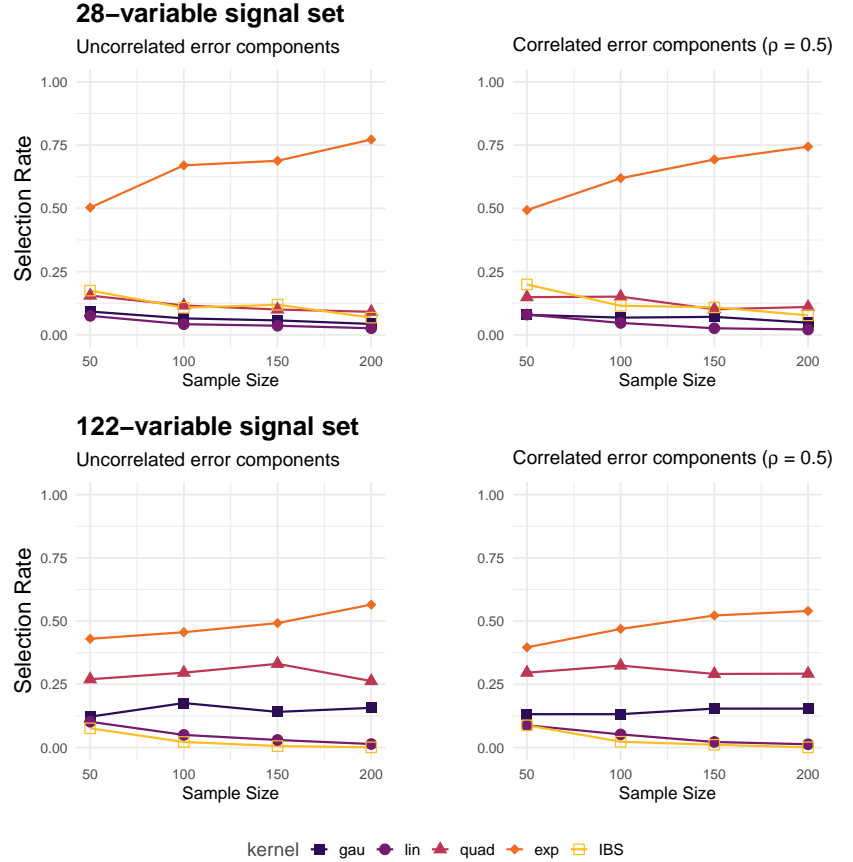 28−variable signal set
Uncorrelated error components
Correlated error components (ρ = 0.5)
Selection Rate
1.00
0.75
0.50
0.25
0.00
50 100 150 200
Sample Size
1.00
0.75
0.50
0.25
0.00
50 100 150 200
Sample Size
122−variable signal set
Uncorrelated error components
Correlated error components (ρ = 0.5)
Selection Rate
1.00
0.75
0.50
0.25
0.00
50 100 150 200
Sample Size
1.00
0.75
0.50
0.25
0.00
50 100 150 200
Sample Size
kernel gau lin quad exp IBS